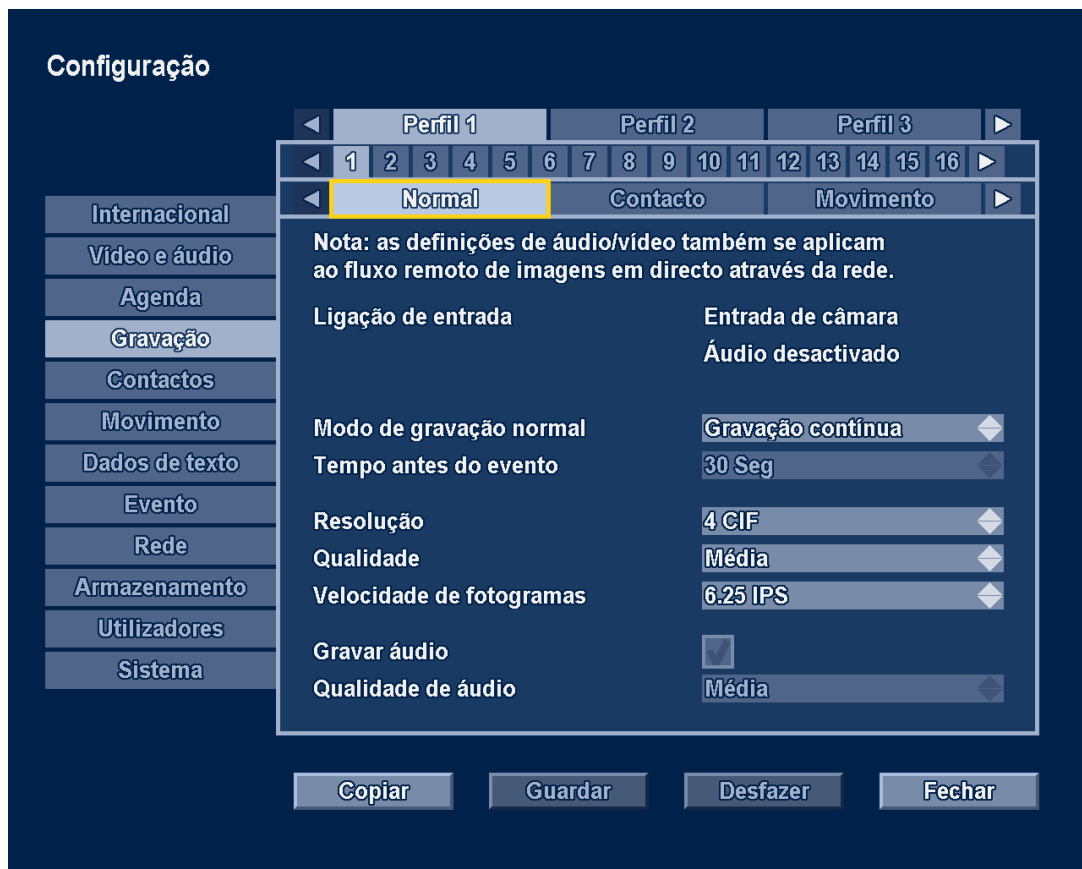 Configuração
Perfil 1 Perfil 2 Perfil 3
1 2 3 4 5 6 7 8 9 10 11 12 13 14 15 16
Normal Contacto Movimento
Internacional
Vídeo e áudio
Agenda
Gravação
Contactos
Movimento
Dados de texto
Evento
Rede
Armazenamento
Utilizadores
Sistema
Nota: as definições de áudio/vídeo também se aplicam
ao fluxo remoto de imagens em directo através da rede.
Ligação de entrada Entrada de câmara
Áudio desactivado
Modo de gravação normal Gravação contínua
Tempo antes do evento 30 Seg
Resolução 4 CIF
Qualidade Média
Velocidade de fotogramas 6.25 IPS
Gravar áudio
Qualidade de áudio Média
Copiar Guardar Desfazer Fechar